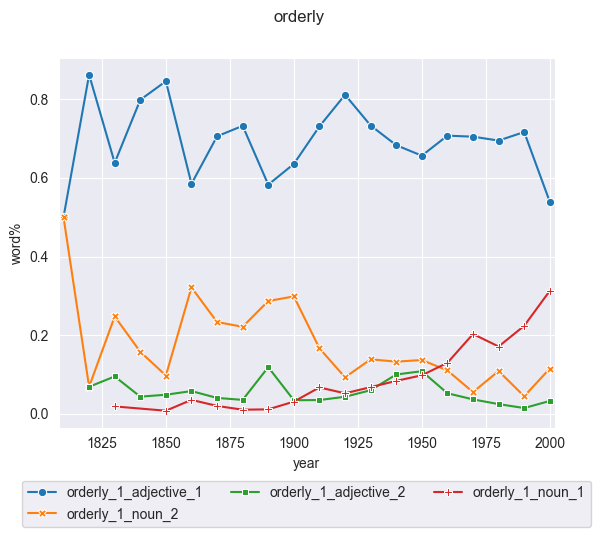 orderly
word%
0.8
0.6
0.4
0.2
0.0
1825 1850 1875 1900 1925 1950 1975 2000
year
orderly_1_adjective_1 orderly_1_adjective_2 orderly_1_noun_1
orderly_1_noun_2